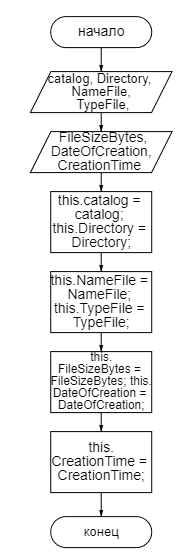 начало
catalog, Directory,
NameFile,
TypeFile,
FileSizeBytes,
DateOfCreation,
CreationTime
this.catalog =
catalog;
this.Directory =
Directory;
this.NameFile =
NameFile;
this.TypeFile =
TypeFile;
this.
FileSizeBytes =
FileSizeBytes; this.
DateOfCreation =
DateOfCreation;
this.
CreationTime =
CreationTime;
конец